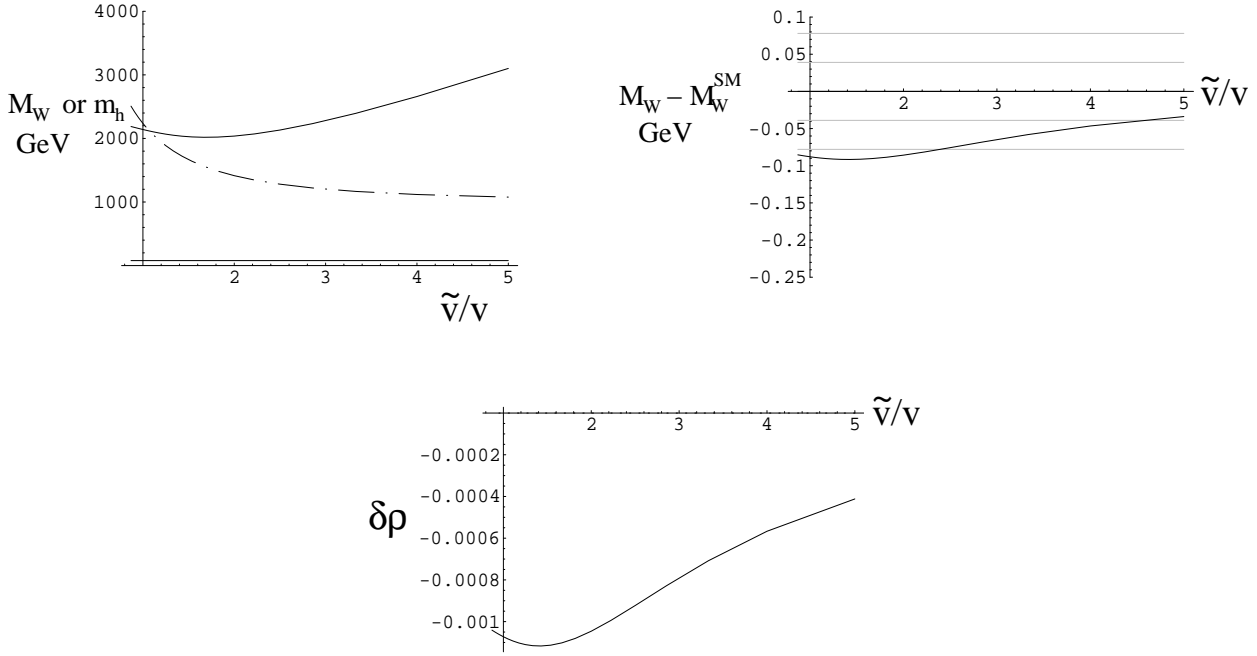 4000
3000
M_W or m_h
GeV
2000
1000
2 3 4 5
ṽ/v
0.1
0.05
M_W – M_W^SM
GeV
2 3 4 5
ṽ/v
-0.05
-0.1
-0.15
-0.2
-0.25
ṽ/v
2 3 4 5
-0.0002
-0.0004
δρ
-0.0006
-0.0008
-0.001